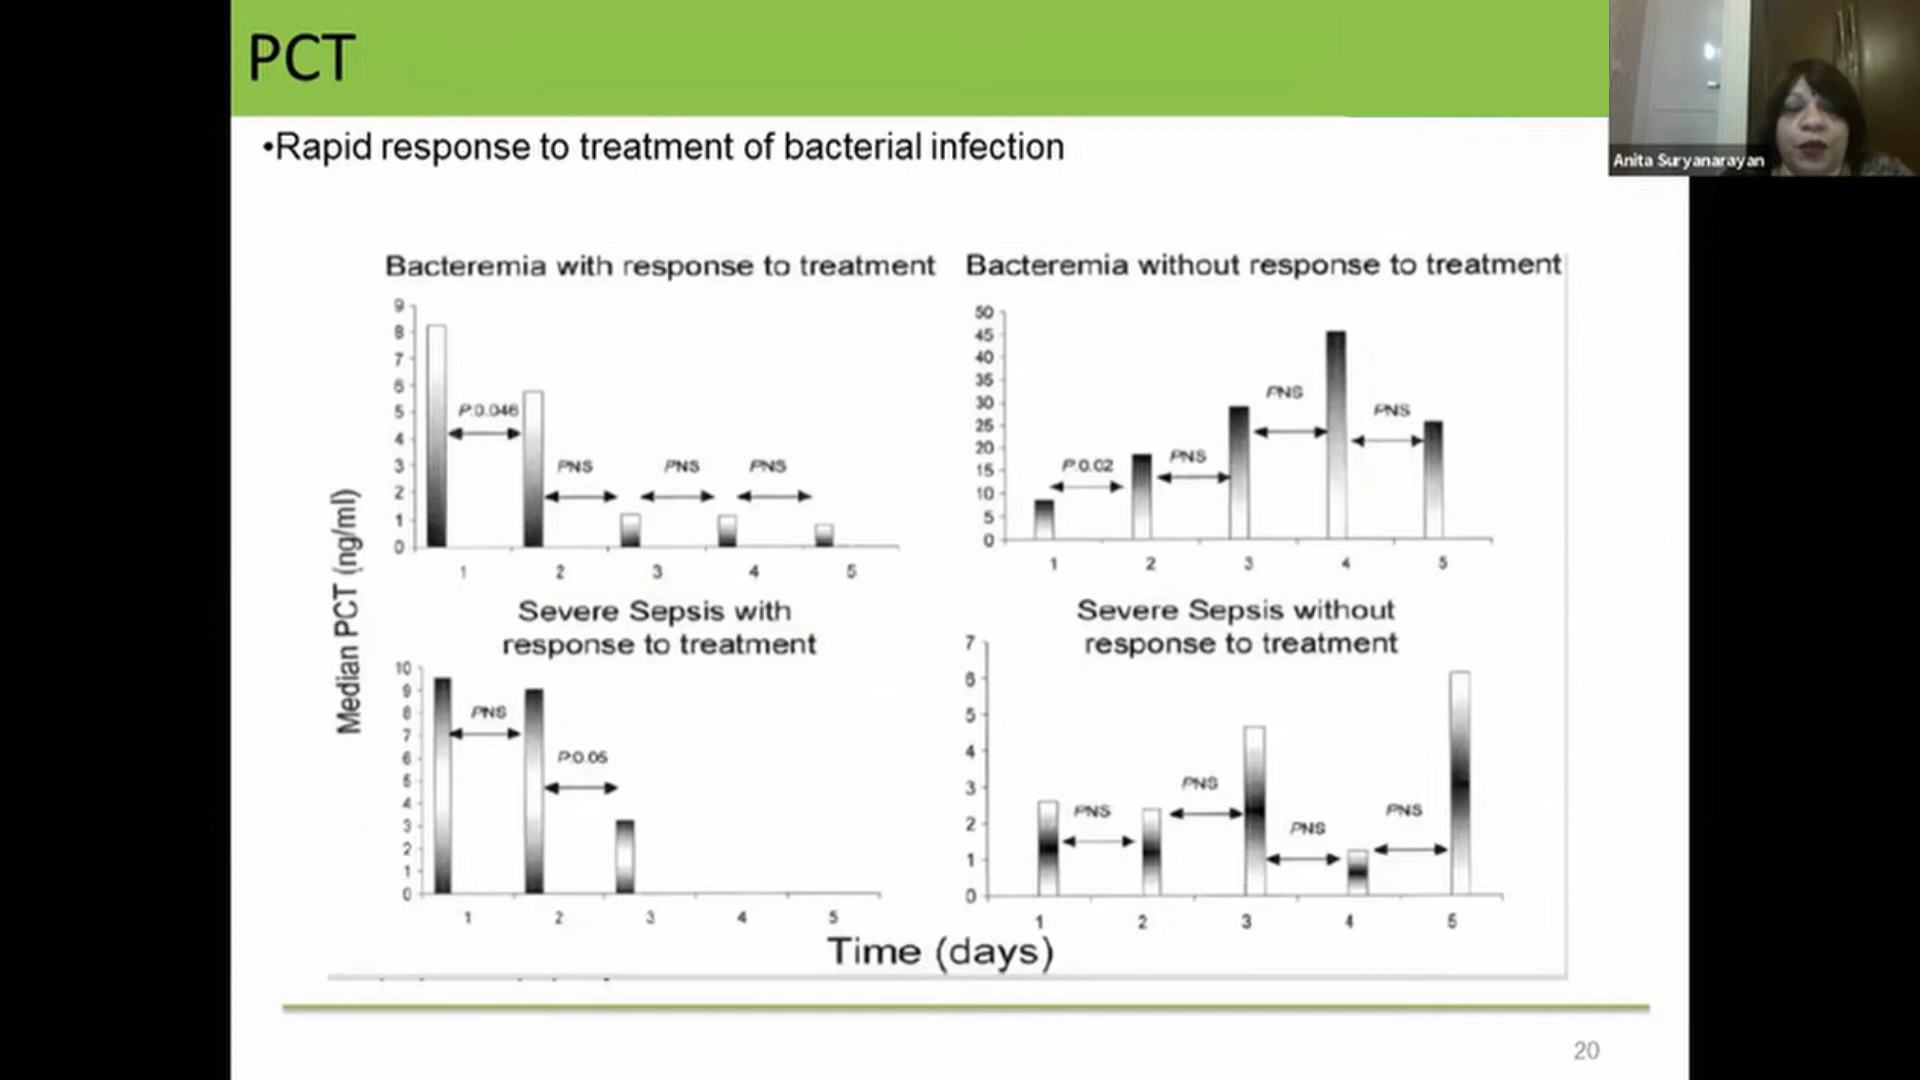 PCT
Anita Suryanarayan
•Rapid response to treatment of bacterial infection
Median PCT (ng/ml)
Bacteremia with response to treatment
9
8
7
6
5
4
3
2
1
0
P:0.046
PNS
PNS
PNS
1 2 3 4 5
Bacteremia without response to treatment
50
45
40
35
30
25
20
15
10
5
0
P:0.02
PNS
PNS
PNS
1 2 3 4 5
Severe Sepsis with
response to treatment
10
9
8
7
6
5
4
3
2
1
0
PNS
P:0.05
1 2 3 4 5
Severe Sepsis without
response to treatment
7
6
5
4
3
2
1
0
PNS
PNS
PNS
PNS
1 2 3 4 5
Time (days)
20